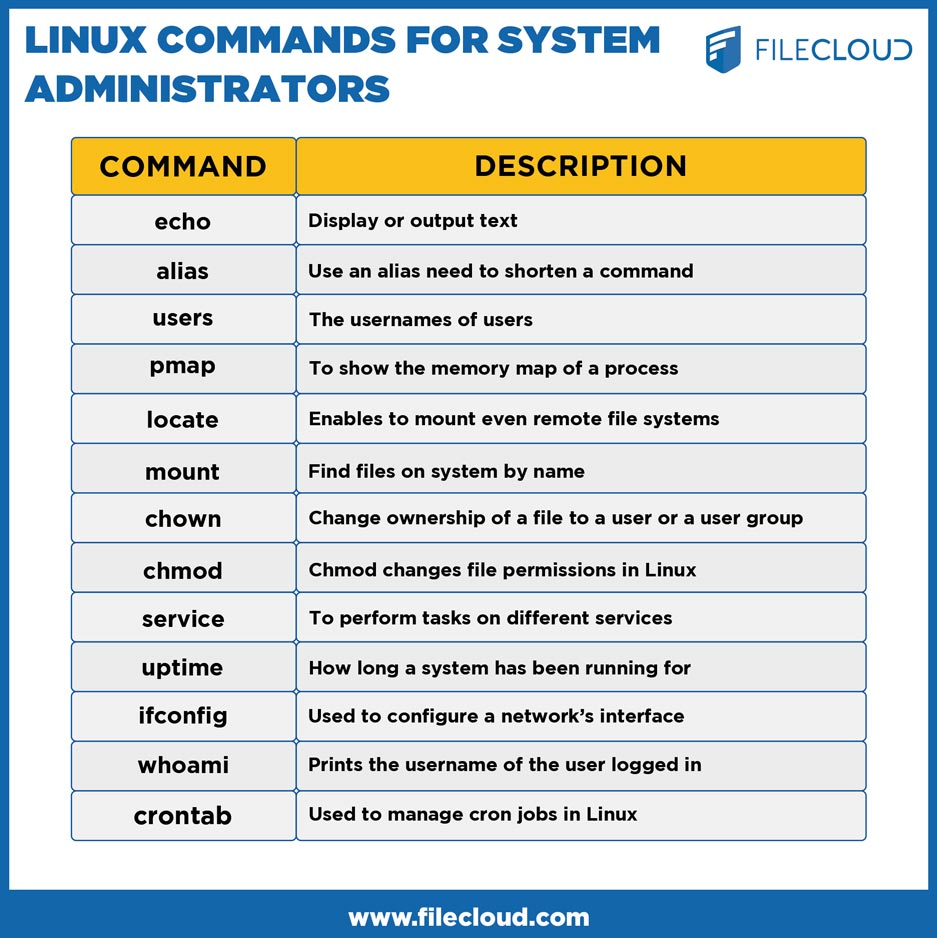 LINUX COMMANDS FOR SYSTEM
ADMINISTRATORS
FILECLOUD
COMMAND DESCRIPTION
echo Display or output text
alias Use an alias need to shorten a command
users The usernames of users
pmap To show the memory map of a process
locate Enables to mount even remote file systems
mount Find files on system by name
chown Change ownership of a file to a user or a user group
chmod Chmod changes file permissions in Linux
service To perform tasks on different services
uptime How long a system has been running for
ifconfig Used to configure a network’s interface
whoami Prints the username of the user logged in
crontab Used to manage cron jobs in Linux
www.filecloud.com